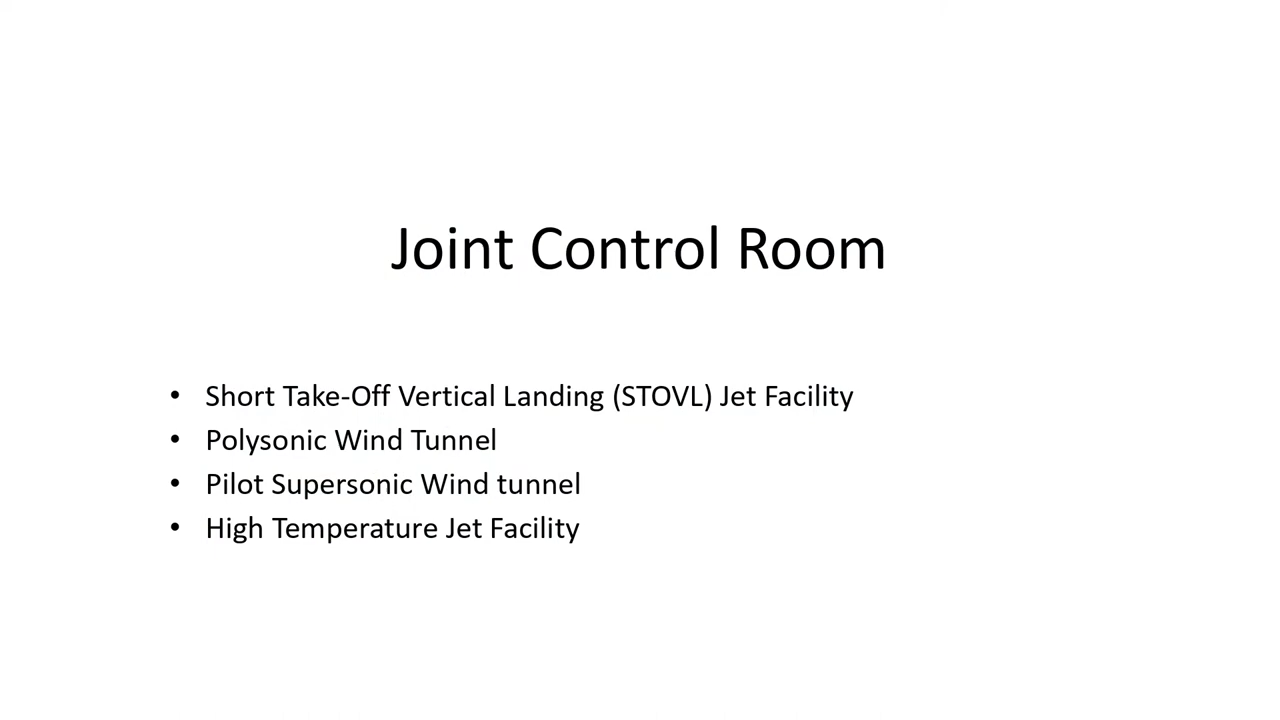 Joint Control Room
• Short Take-Off Vertical Landing (STOVL) Jet Facility
• Polysonic Wind Tunnel
• Pilot Supersonic Wind tunnel
• High Temperature Jet Facility